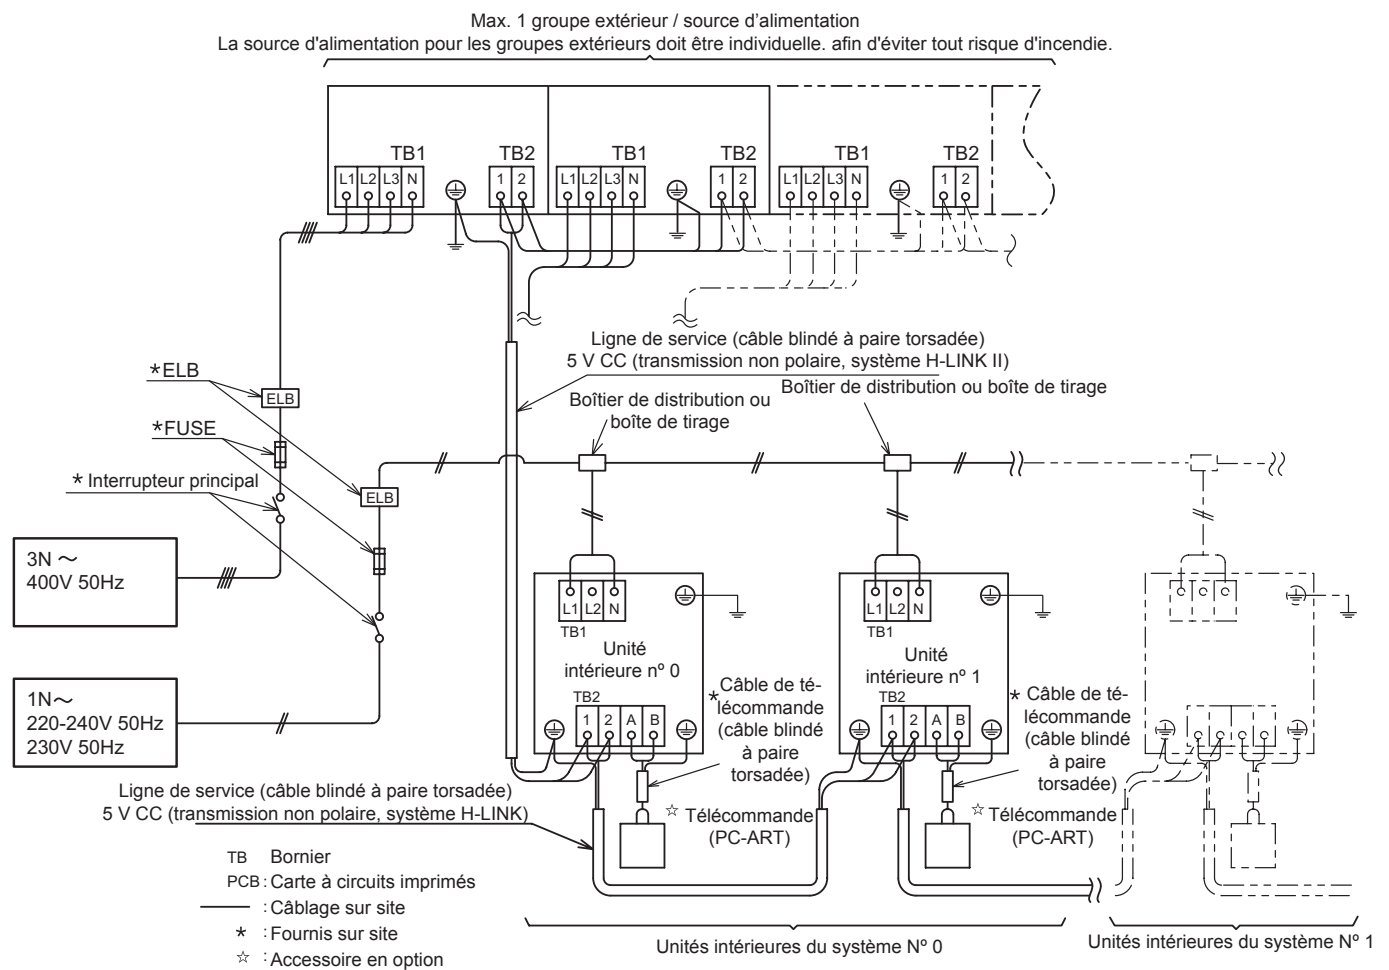 Max. 1 groupe extérieur / source d'alimentation
La source d'alimentation pour les groupes extérieurs doit être individuelle. afin d'éviter tout risque d'incendie.
TB1 TB2 TB1 TB2 TB1 TB2
L1 L2 L3 N 1 2 L1 L2 L3 N 1 2 L1 L2 L3 N 1 2
Ligne de service (câble blindé à paire torsadée)
5 V CC (transmission non polaire, système H-LINK II)
*ELB
ELB
Boîtier de distribution ou
boîte de tirage
Boîtier de distribution ou boîte de tirage
*FUSE
* Interrupteur principal
ELB
3N ~
400V 50Hz
1N~
220-240V 50Hz
230V 50Hz
L1 L2 N
TB1
Unité
intérieure nº 0
TB2
1 2 A B
L1 L2 N
TB1
Unité
intérieure nº 1
TB2
1 2 A B
* Câble de té-
lécommande
(câble blindé
à paire
torsadée)
* Câble de té-
lécommande
(câble blindé
à paire
torsadée)
☆ Télécommande
(PC-ART)
☆ Télécommande
(PC-ART)
Ligne de service (câble blindé à paire torsadée)
5 V CC (transmission non polaire, système H-LINK)
TB Bornier
PCB : Carte à circuits imprimés
: Câblage sur site
* : Fournis sur site
☆ : Accessoire en option
Unités intérieures du système Nº 0
Unités intérieures du système Nº 1